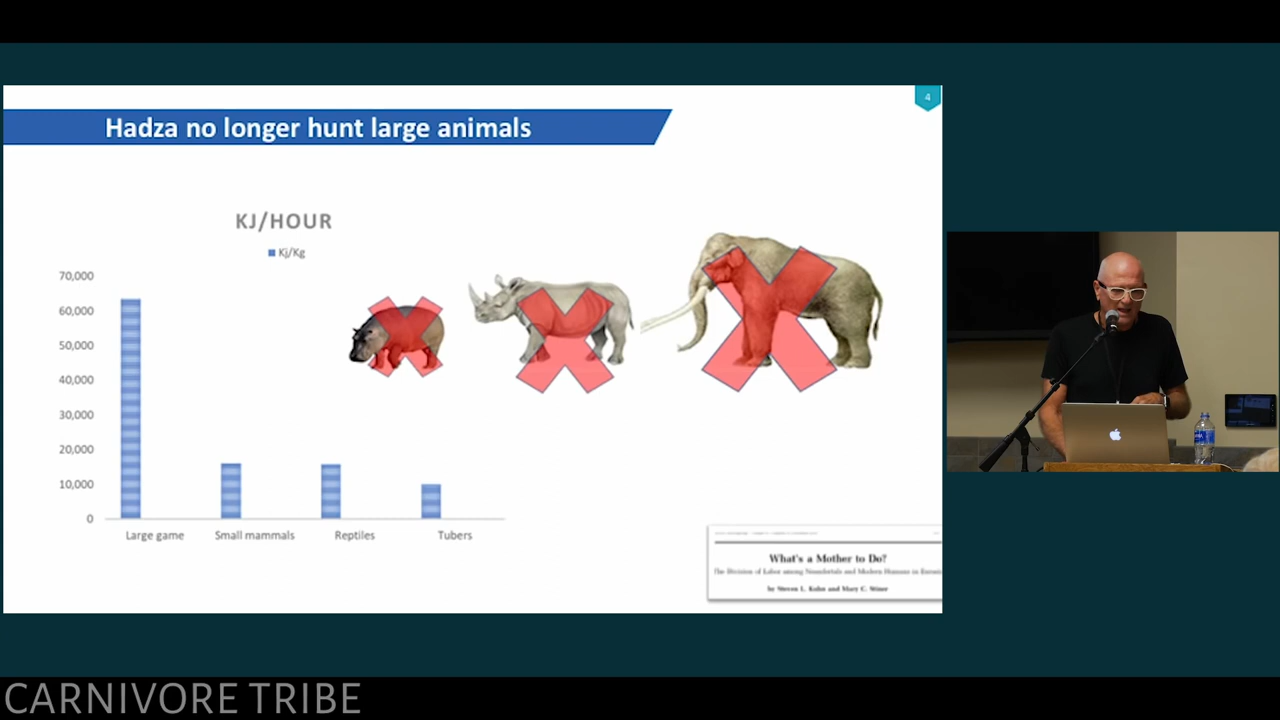 4
Hadza no longer hunt large animals
KJ/HOUR
Kj/Kg
70,000
60,000
50,000
40,000
30,000
20,000
10,000
0
Large game
Small mammals
Reptiles
Tubers
What's a Mother to Do?
The Division of Labor among Neandertals and Modern Humans in Eurasia
by Steven L. Kuhn and Mary C. Stiner
CARNIVORE TRIBE